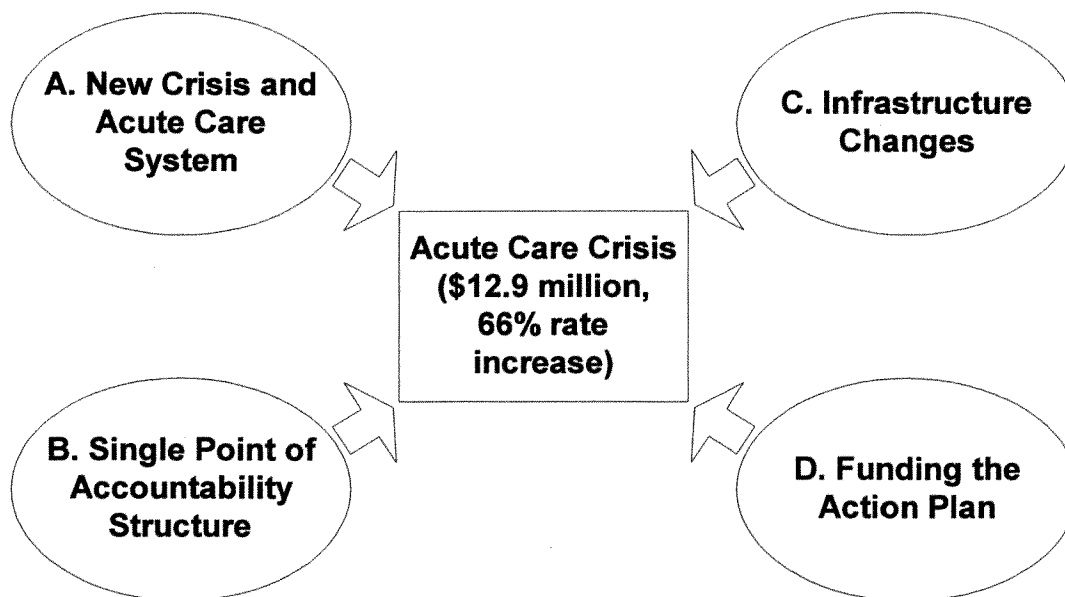 A. New Crisis and
Acute Care
System
C. Infrastructure
Changes
Acute Care Crisis
($12.9 million,
66% rate
increase)
B. Single Point of
Accountability
Structure
D. Funding the
Action Plan